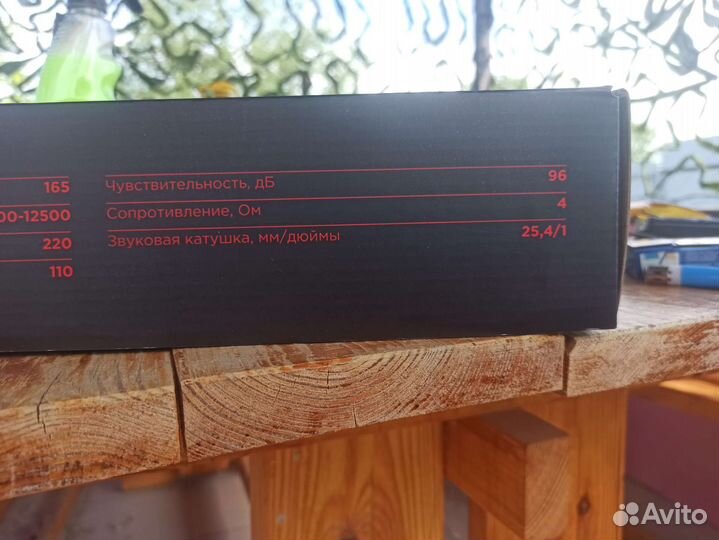 165
00-12500
220
110
Чувствительность, дБ 96
Сопротивление, Ом 4
Звуковая катушка, мм/дюймы 25,4/1
Avito